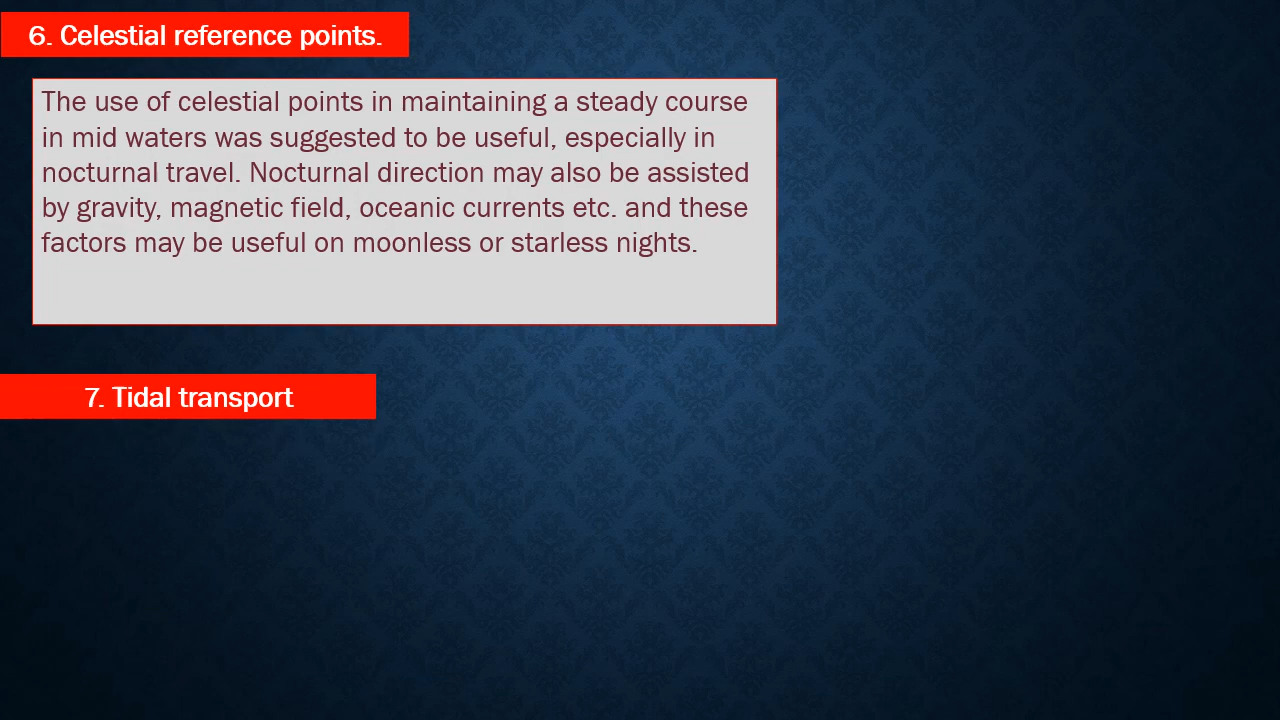 6. Celestial reference points.
The use of celestial points in maintaining a steady course
in mid waters was suggested to be useful, especially in
nocturnal travel. Nocturnal direction may also be assisted
by gravity, magnetic field, oceanic currents etc. and these
factors may be useful on moonless or starless nights.
7. Tidal transport